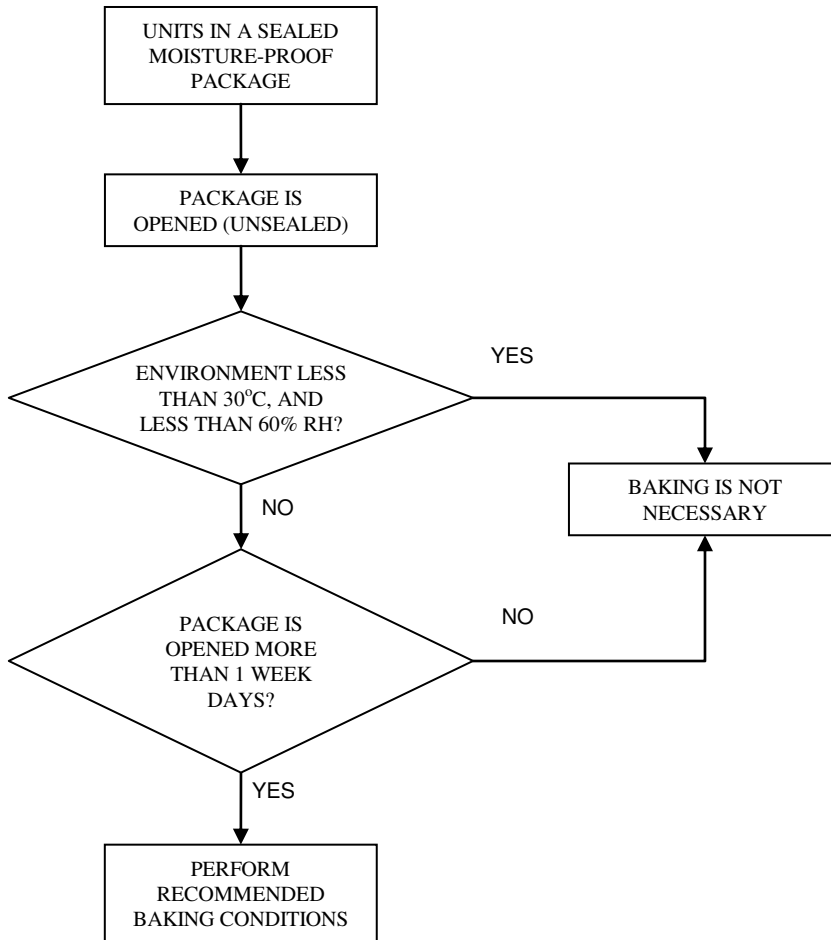 UNITS IN A SEALED
MOISTURE-PROOF
PACKAGE
PACKAGE IS
OPENED (UNSEALED)
ENVIRONMENT LESS
THAN 30°C, AND
LESS THAN 60% RH?
YES
BAKING IS NOT
NECESSARY
NO
PACKAGE IS
OPENED MORE
THAN 1 WEEK
DAYS?
NO
YES
PERFORM
RECOMMENDED
BAKING CONDITIONS